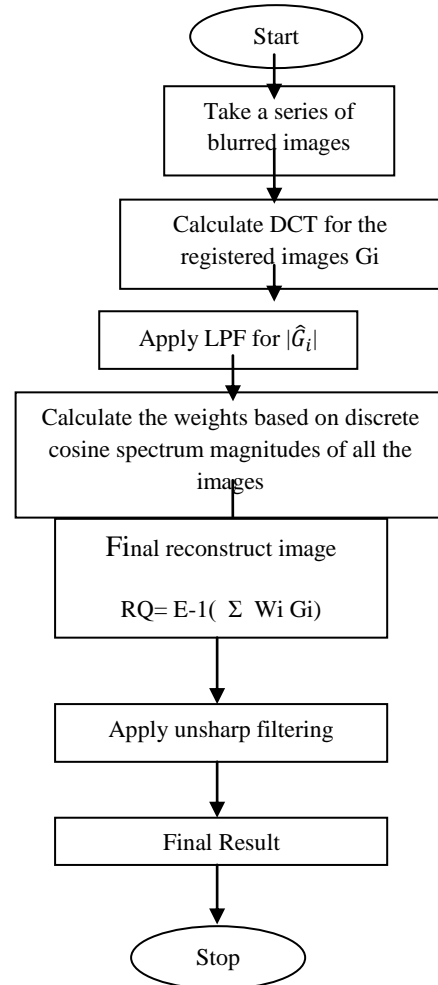 Start
Take a series of
blurred images
Calculate DCT for the
registered images Gi
Apply LPF for |Ĝᵢ|
Calculate the weights based on discrete
cosine spectrum magnitudes of all the
images
Final reconstruct image
RQ= E-1( Σ Wi Gi)
Apply unsharp filtering
Final Result
Stop